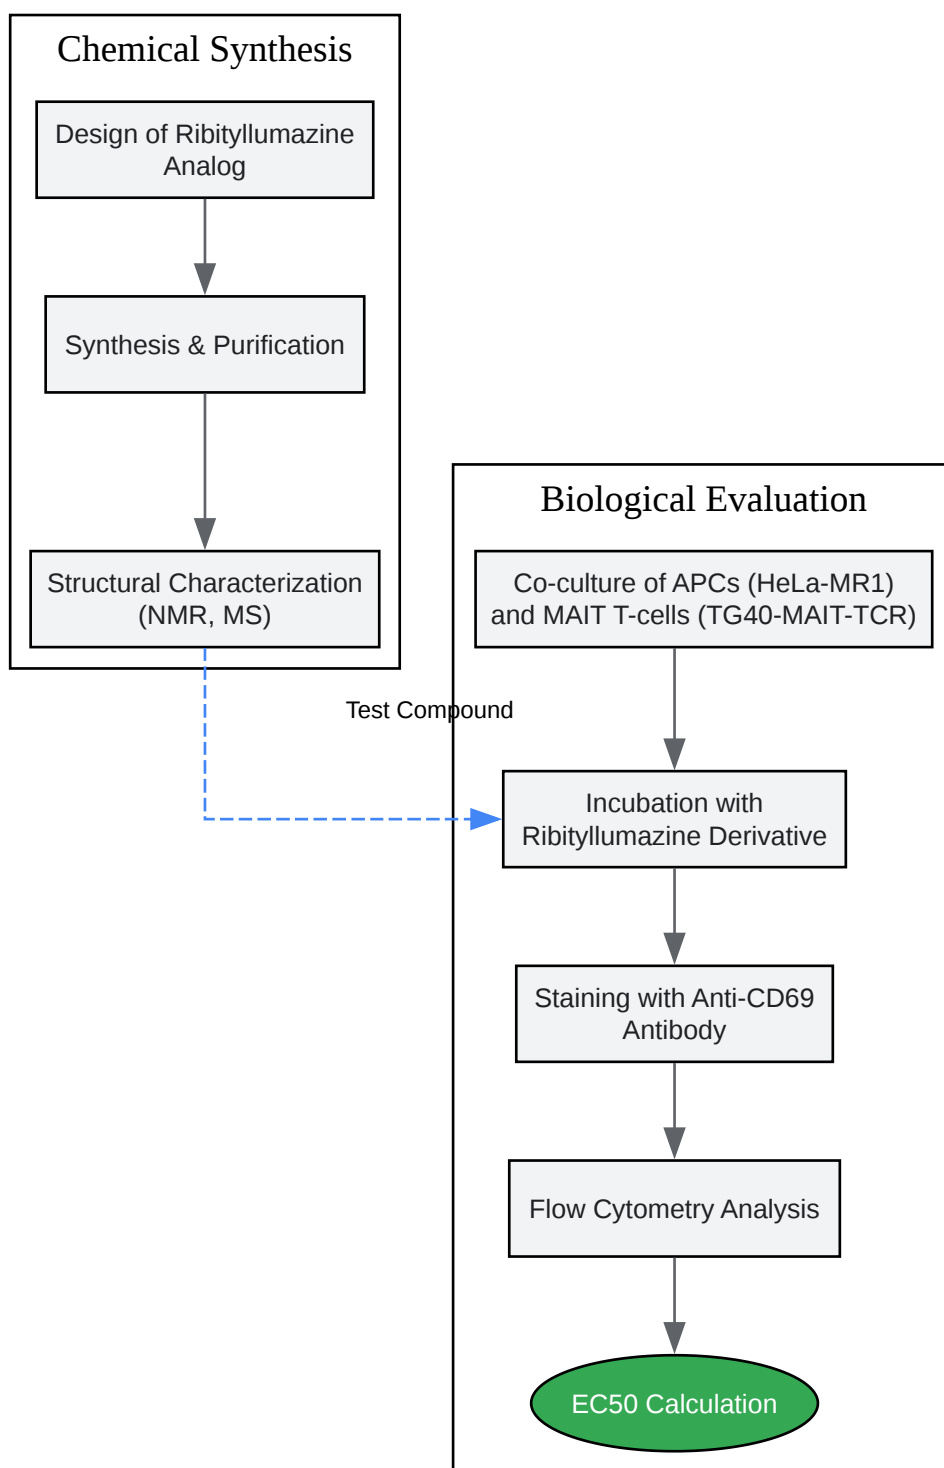 Chemical Synthesis
Design of Ribityllumazine
Analog
Synthesis & Purification
Structural Characterization
(NMR, MS)
Test Compound
Biological Evaluation
Co-culture of APCs (HeLa-MR1)
and MAIT T-cells (TG40-MAIT-TCR)
Incubation with
Ribityllumazine Derivative
Staining with Anti-CD69
Antibody
Flow Cytometry Analysis
EC50 Calculation